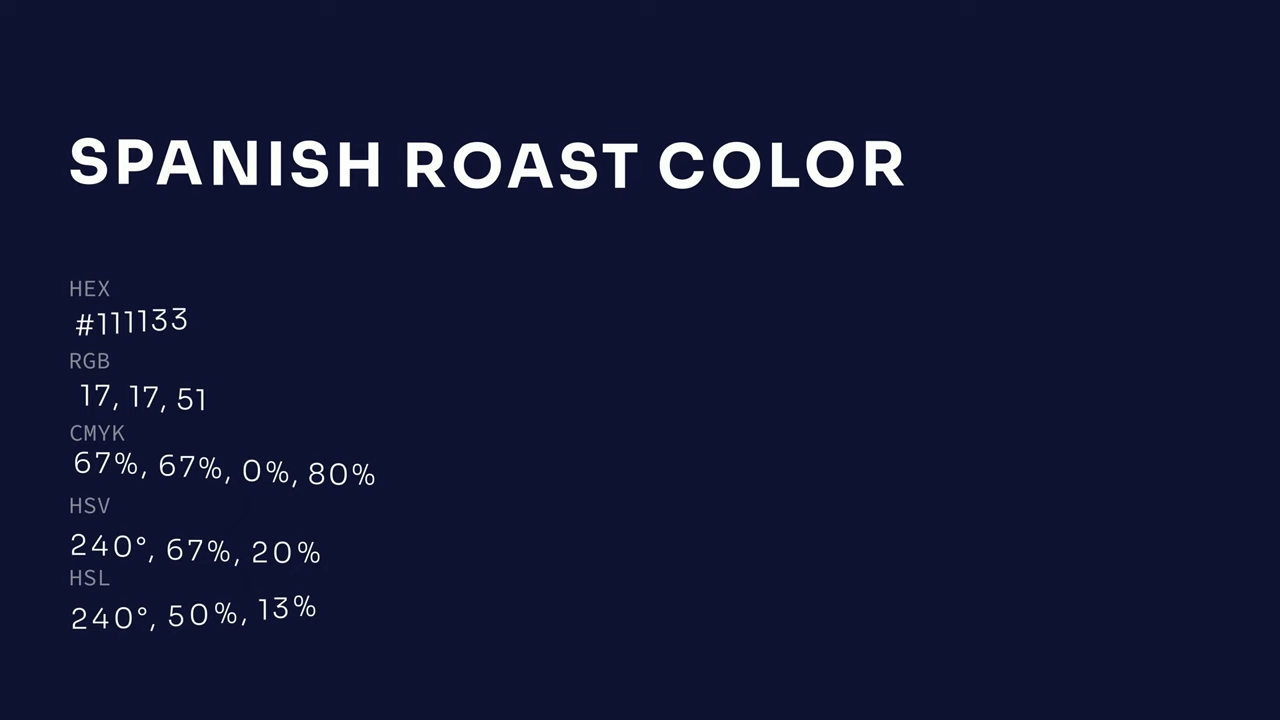 SPANISH ROAST COLOR
HEX
#111133
RGB
17, 17, 51
CMYK
67%, 67%, 0%, 80%
HSV
240°, 67%, 20%
HSL
240°, 50%, 13%